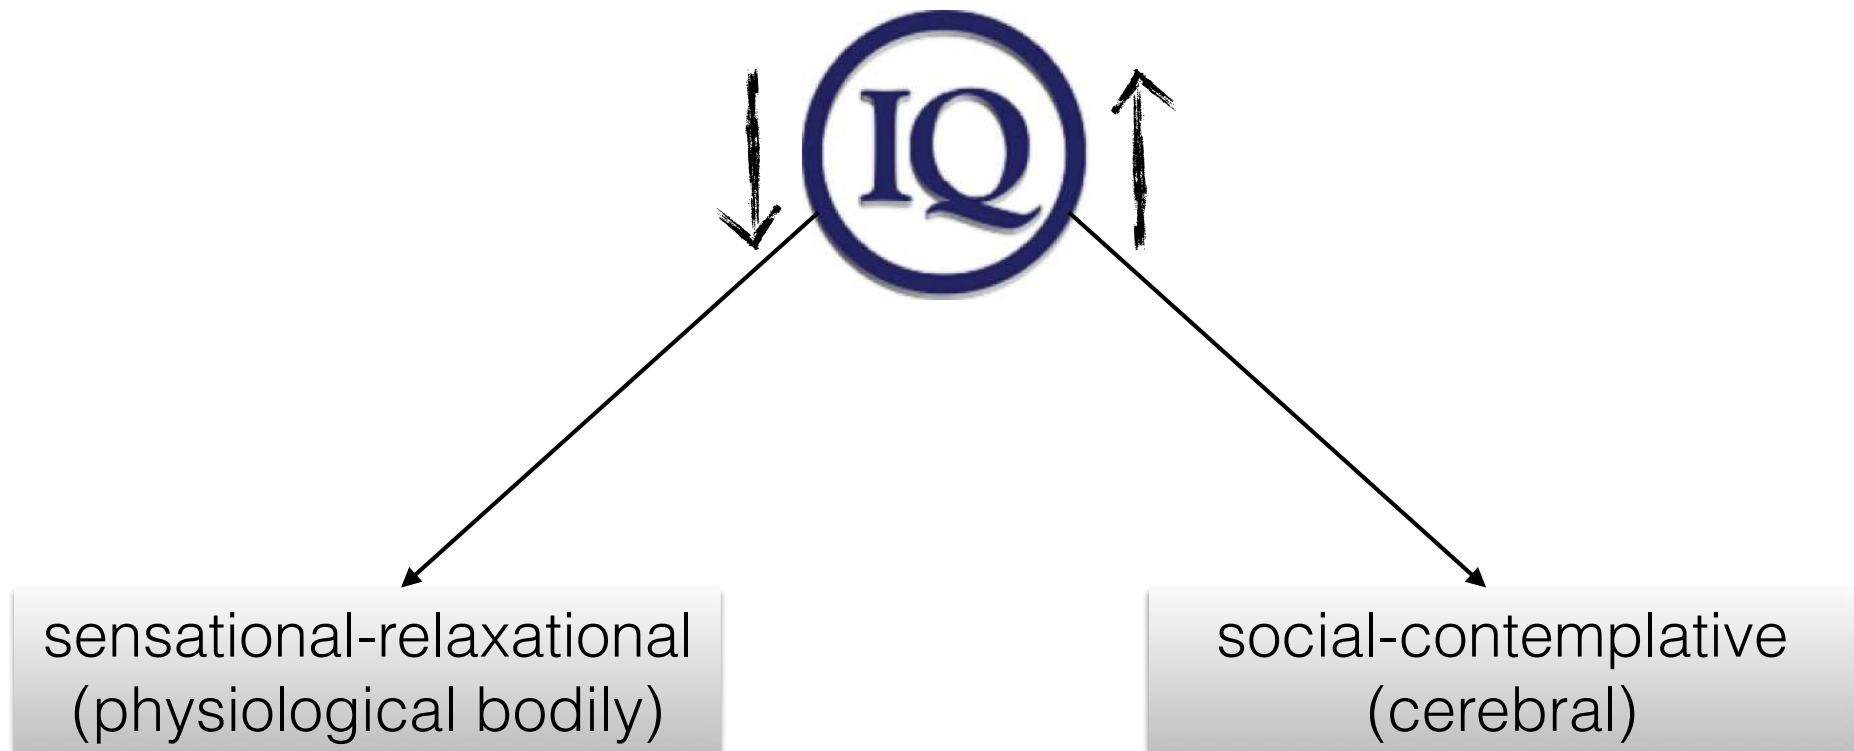 IQ
sensational-relaxational
(physiological bodily)
social-contemplative
(cerebral)